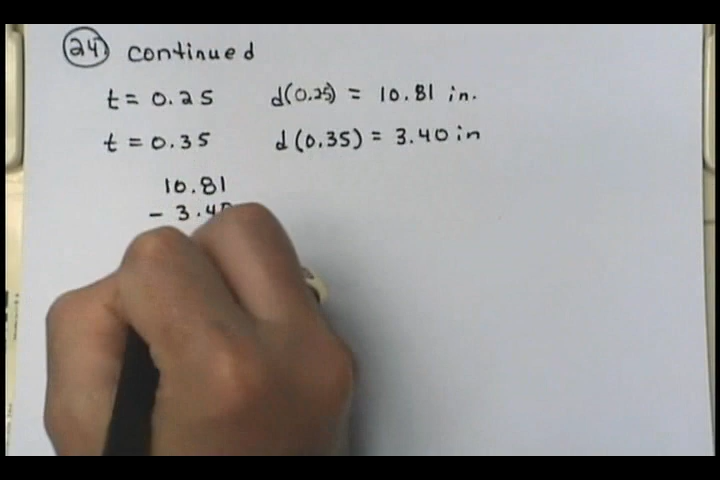 24. continued
t = 0.25 d(0.25) = 10.81 in.
t = 0.35 d(0.35) = 3.40 in
10.81
- 3.40